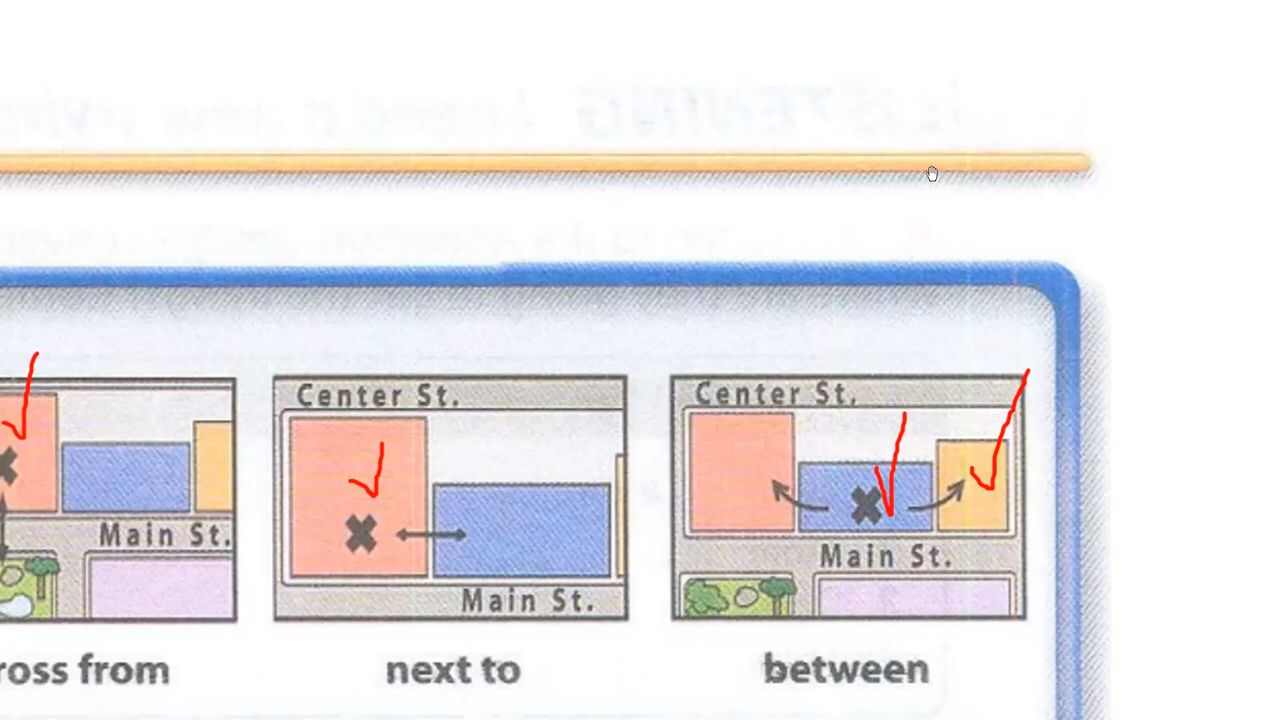 Center St.
Center St.
Main St.
Main St.
Main St.
ross from
next to
between